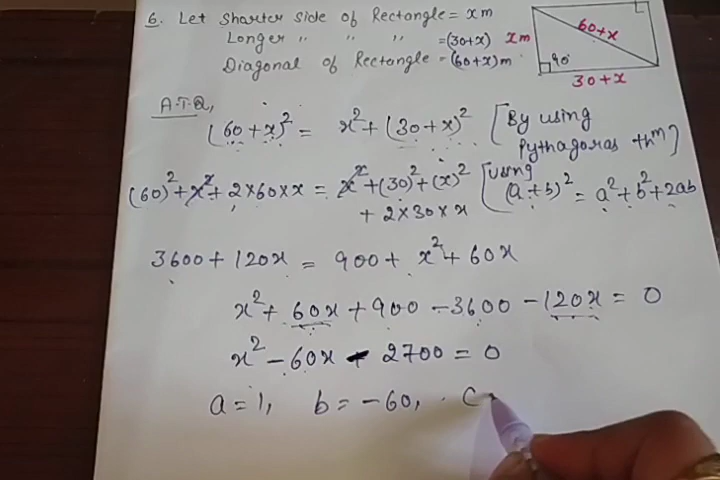 6. Let Shorter Side of Rectangle = x m
Longer " " " = (30+x) xm
Diagonal of Rectangle = (60+x)m
60+x
90°
30+x
A.T.Q,
(60+x)² = x² + (30+x)² [By using
Pythagoras thm]
(60)² + x² + 2×60×x = x² + (30)² + (x)² [using
(a+b)² = a²+b²+2ab
+ 2×30×x
3600 + 120x = 900 + x² + 60x
x² + 60x + 900 - 3600 - 120x = 0
x² - 60x - 2700 = 0
a = 1, b = -60, C